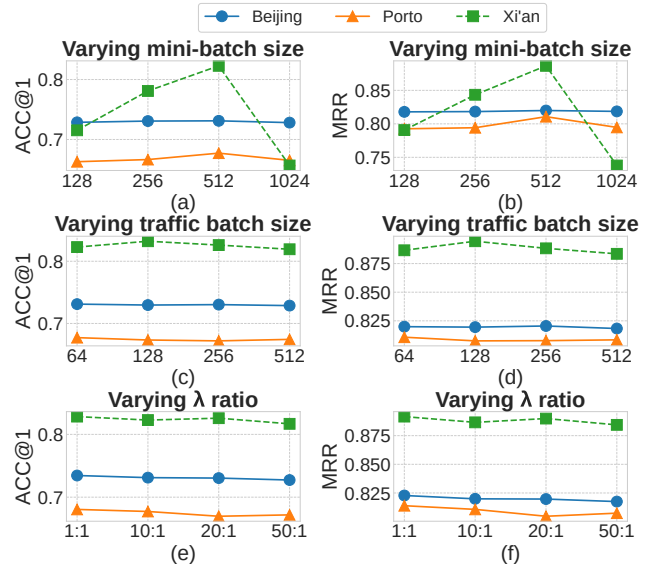 Beijing Porto Xi'an
Varying mini-batch size Varying mini-batch size
ACC@1 0.8 0.7 MRR 0.85 0.80 0.75
128 256 512 1024 128 256 512 1024
(a) (b)
Varying traffic batch size Varying traffic batch size
ACC@1 0.8 0.7 MRR 0.875 0.850 0.825
64 128 256 512 64 128 256 512
(c) (d)
Varying λ ratio Varying λ ratio
ACC@1 0.8 0.7 MRR 0.875 0.850 0.825
1:1 10:1 20:1 50:1 1:1 10:1 20:1 50:1
(e) (f)